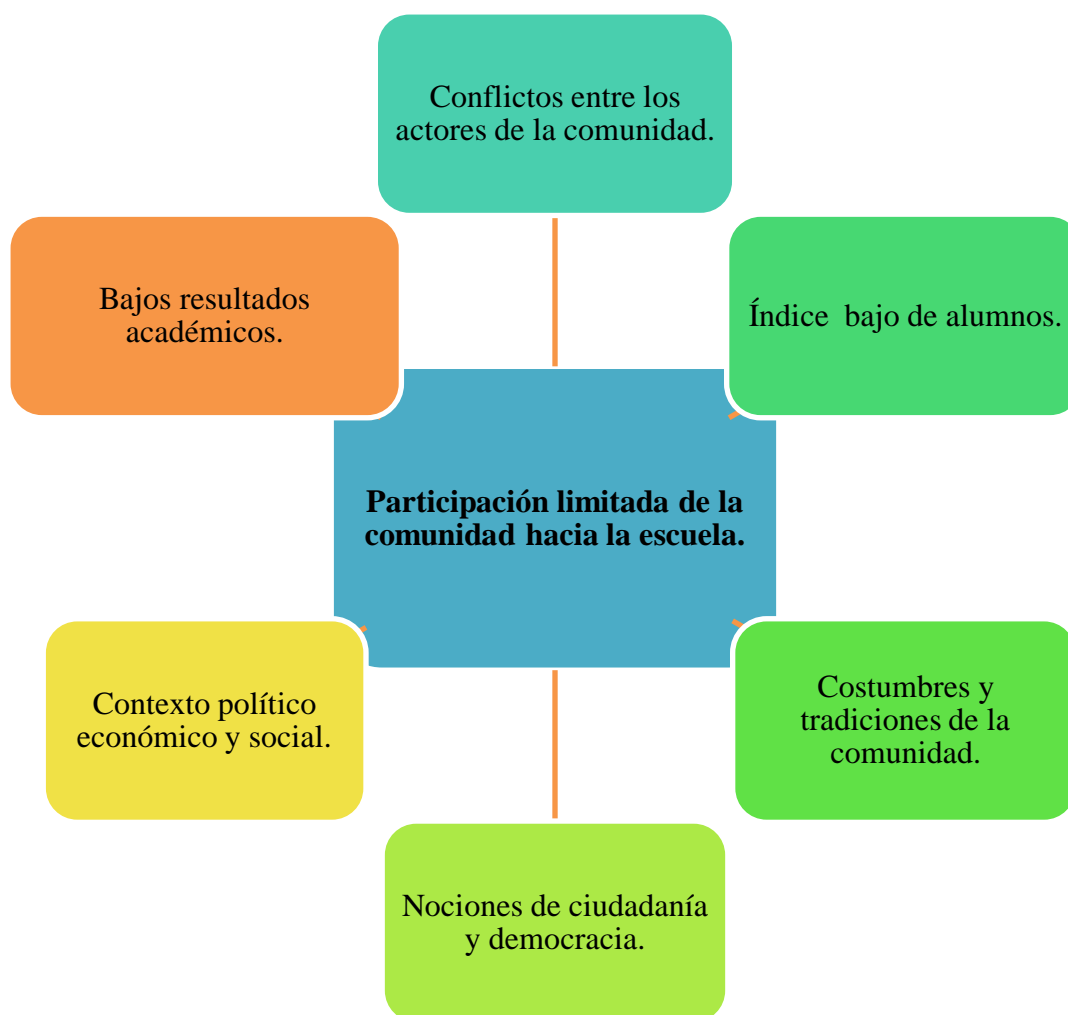 Conflictos entre los
actores de la comunidad.
Bajos resultados
académicos.
Índice  bajo de alumnos.
Participación limitada de la
comunidad hacia la escuela.
Contexto político
económico y social.
Costumbres y
tradiciones de la
comunidad.
Nociones de ciudadanía
y democracia.